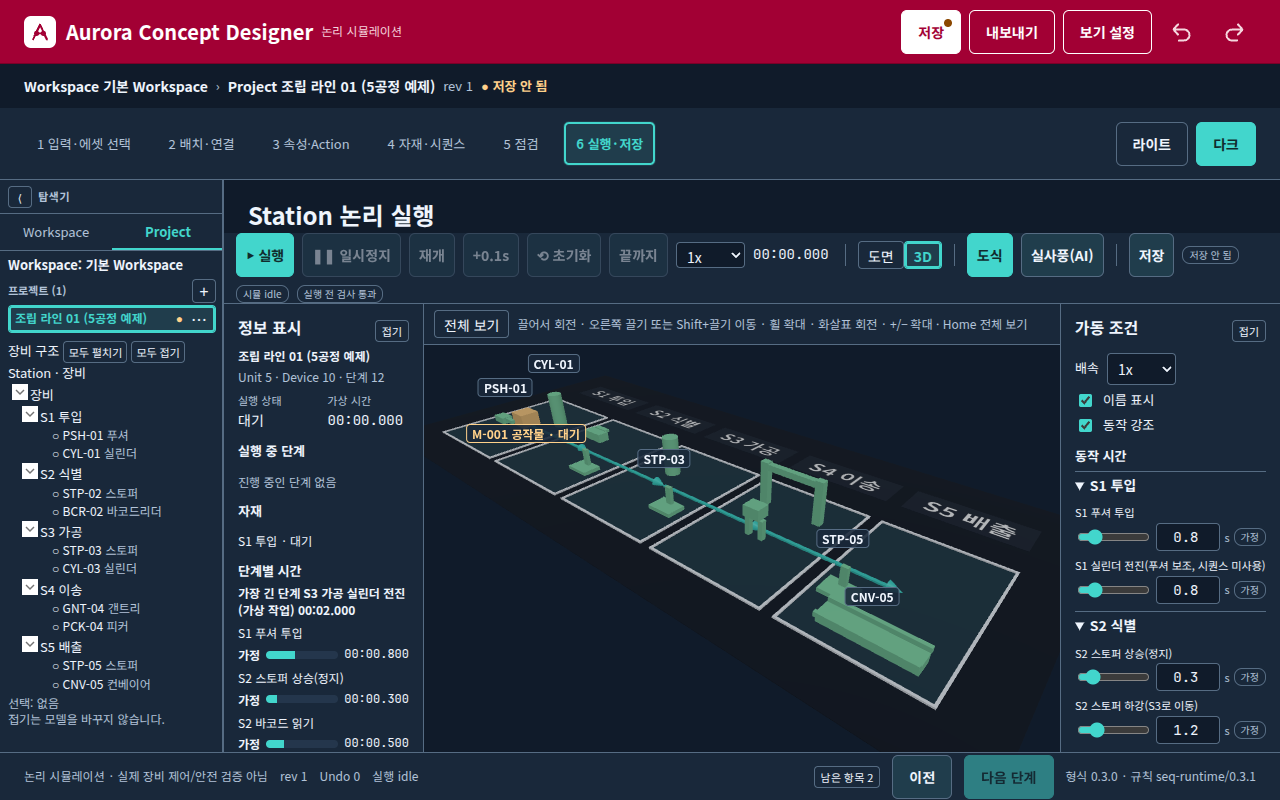 Aurora Concept Designer 논리 시뮬레이션
저장 내보내기 보기 설정
Workspace 기본 Workspace › Project 조립 라인 01 (5공정 예제) rev 1 ● 저장 안 됨
1 입력·에셋 선택 2 배치·연결 3 속성·Action 4 자재·시퀀스 5 점검 6 실행·저장 라이트 다크
탐색기
Workspace Project
Workspace: 기본 Workspace
프로젝트 (1) +
조립 라인 01 (5공정 예제) ● ···
장비 구조 모두 펼치기 모두 접기
Station · 장비
장비
S1 투입
○ PSH-01 푸셔
○ CYL-01 실린더
S2 식별
○ STP-02 스토퍼
○ BCR-02 바코드리더
S3 가공
○ STP-03 스토퍼
○ CYL-03 실린더
S4 이송
○ GNT-04 갠트리
○ PCK-04 피커
S5 배출
○ STP-05 스토퍼
○ CNV-05 컨베이어
선택: 없음
접기는 모델을 바꾸지 않습니다.
Station 논리 실행
▸ 실행 ❚❚ 일시정지 재개 +0.1s ⟲ 초기화 끝까지 1x 00:00.000 도면 3D 도식 실사풍(AI) 저장 저장 안 됨
시뮬 idle 실행 전 검사 통과
정보 표시 접기
조립 라인 01 (5공정 예제)
Unit 5 · Device 10 · 단계 12
실행 상태 가상 시간
대기 00:00.000
실행 중 단계
진행 중인 단계 없음
자재
S1 투입 · 대기
단계별 시간
가장 긴 단계 S3 가공 실린더 전진
(가상 작업) 00:02.000
S1 푸셔 투입
가정 00:00.800
S2 스토퍼 상승(정지)
가정 00:00.300
S2 바코드 읽기
가정 00:00.500
전체 보기 끌어서 회전 · 오른쪽 끌기 또는 Shift+끌기 이동 · 휠 확대 · 화살표 회전 · +/− 확대 · Home 전체 보기
CYL-01
PSH-01
M-001 공작물 · 대기
STP-03
STP-05
CNV-05
S1 투입
S2 식별
S3 가공
S4 이송
S5 배출
가동 조건 접기
배속 1x
이름 표시
동작 강조
동작 시간
▼ S1 투입
S1 푸셔 투입
0.8 s 가정
S1 실린더 전진(푸셔 보조, 시퀀스 미사용)
0.8 s 가정
▼ S2 식별
S2 스토퍼 상승(정지)
0.3 s 가정
S2 스토퍼 하강(S3로 이동)
1.2 s 가정
논리 시뮬레이션 · 실제 장비 제어/안전 검증 아님 rev 1 Undo 0 실행 idle
남은 항목 2 이전 다음 단계 형식 0.3.0 · 규칙 seq-runtime/0.3.1